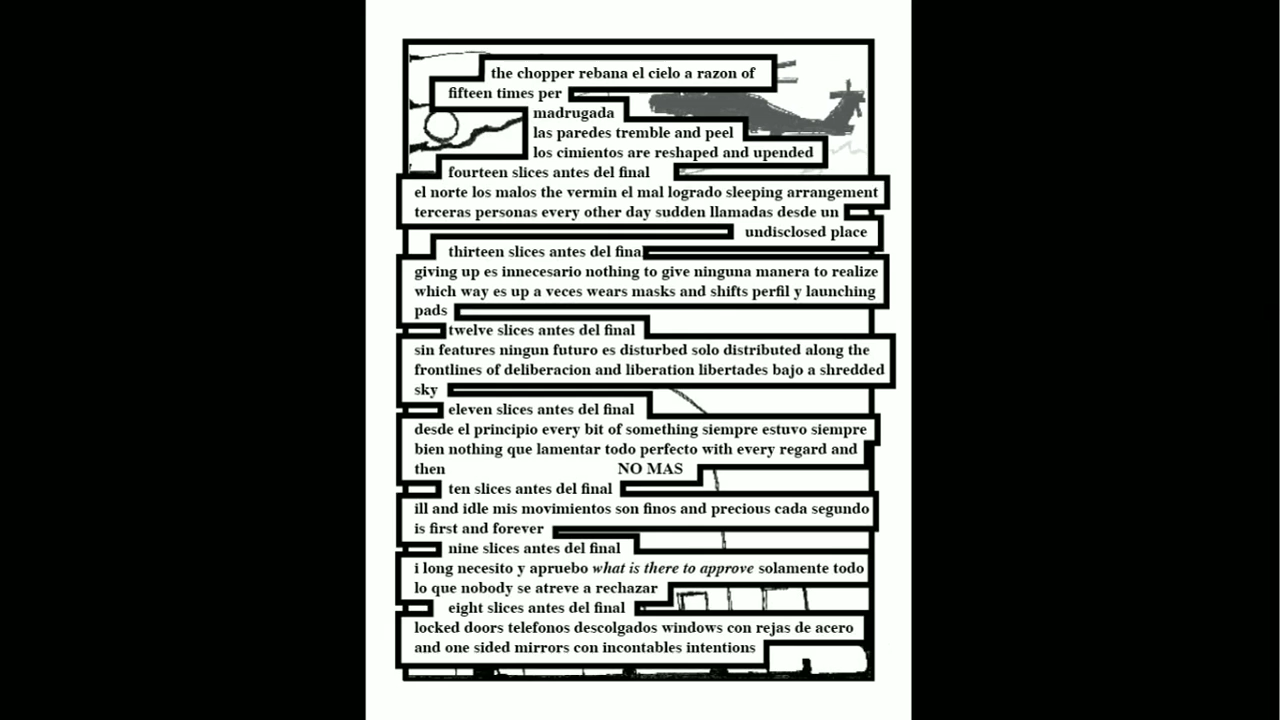 the chopper rebana el cielo a razon of
fifteen times per
madrugada
las paredes tremble and peel
los cimientos are reshaped and upended
fourteen slices antes del final
el norte los malos the vermin el mal logrado sleeping arrangement
terceras personas every other day sudden llamadas desde un
undisclosed place
thirteen slices antes del fina
giving up es innecesario nothing to give ninguna manera to realize
which way es up a veces wears masks and shifts perfil y launching
pads
twelve slices antes del final
sin features ningun futuro es disturbed solo distributed along the
frontlines of deliberacion and liberation libertades bajo a shredded
sky
eleven slices antes del final
desde el principio every bit of something siempre estuvo siempre
bien nothing que lamentar todo perfecto with every regard and
then NO MAS
ten slices antes del final
ill and idle mis movimientos son finos and precious cada segundo
is first and forever
nine slices antes del final
i long necesito y apruebo what is there to approve solamente todo
lo que nobody se atreve a rechazar
eight slices antes del final
locked doors telefonos descolgados windows con rejas de acero
and one sided mirrors con incontables intentions